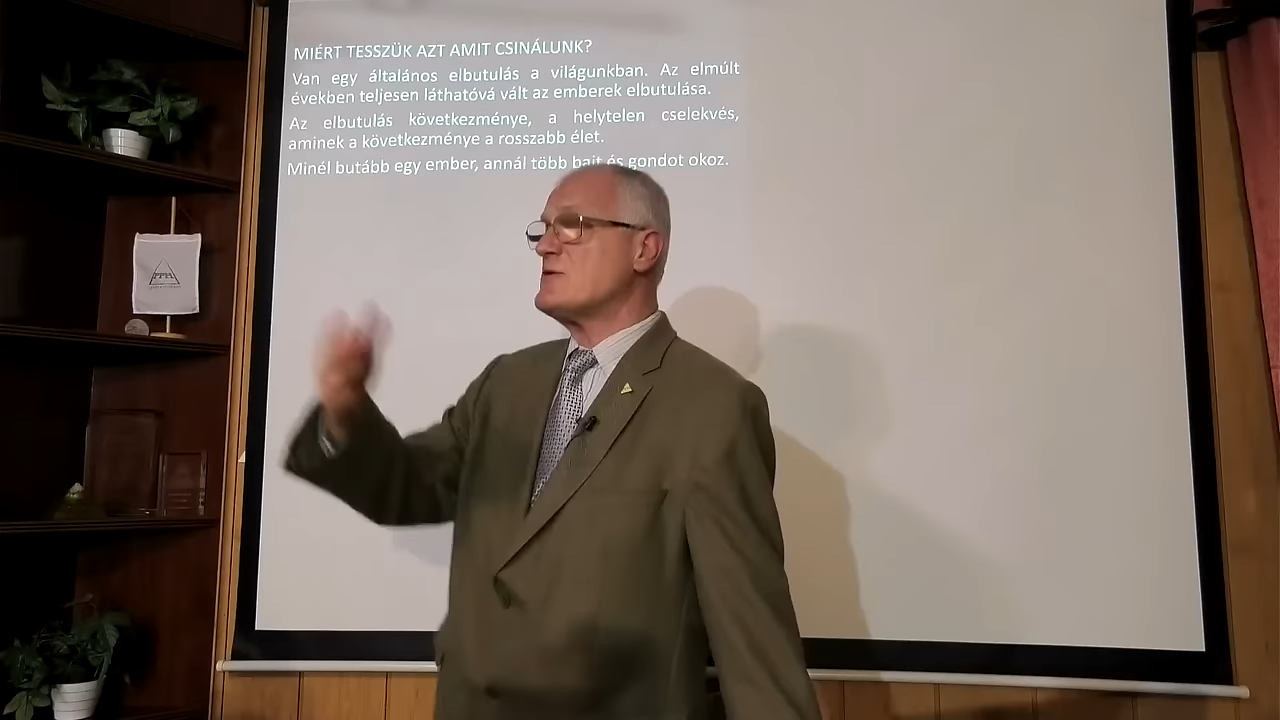 MIÉRT TESSZÜK AZT AMIT CSINÁLUNK?
Van egy általános elbutulás a világunkban. Az elmúlt
években teljesen láthatóvá vált az emberek elbutulása.
Az elbutulás következménye, a helytelen cselekvés,
aminek a következménye a rosszabb élet.
Minél butább egy ember, annál több bajt és gondot okoz.